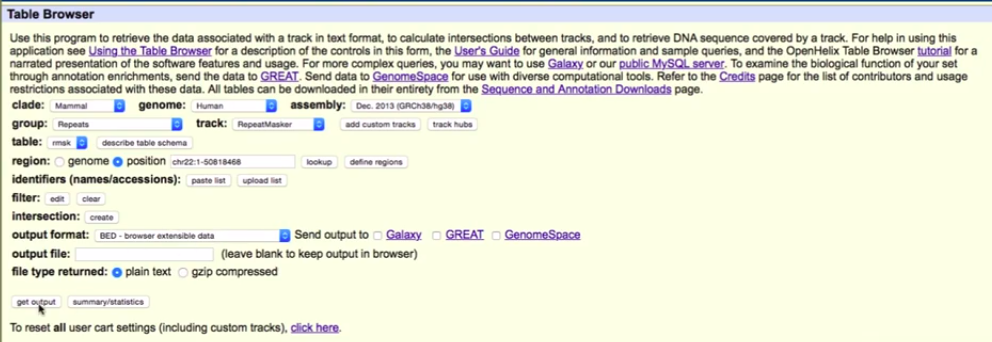 Table Browser
Use this program to retrieve the data associated with a track in text format, to calculate intersections between tracks, and to retrieve DNA sequence covered by a track. For help in using this
application see Using the Table Browser for a description of the controls in this form, the User's Guide for general information and sample queries, and the OpenHelix Table Browser tutorial for a
narrated presentation of the software features and usage. For more complex queries, you may want to use Galaxy or our public MySQL server. To examine the biological function of your set
through annotation enrichments, send the data to GREAT. Send data to GenomeSpace for use with diverse computational tools. Refer to the Credits page for the list of contributors and usage
restrictions associated with these data. All tables can be downloaded in their entirety from the Sequence and Annotation Downloads page.
clade: Mammal genome: Human assembly: Dec. 2013 (GRCh38/hg38)
group: Repeats track: RepeatMasker add custom tracks track hubs
table: rmsk describe table schema
region: genome position chr22:1-50818468 lookup define regions
identifiers (names/accessions): paste list upload list
filter: edit clear
intersection: create
output format: BED - browser extensible data Send output to Galaxy GREAT GenomeSpace
output file: (leave blank to keep output in browser)
file type returned: plain text gzip compressed
get output summary/statistics
To reset all user cart settings (including custom tracks), click here.